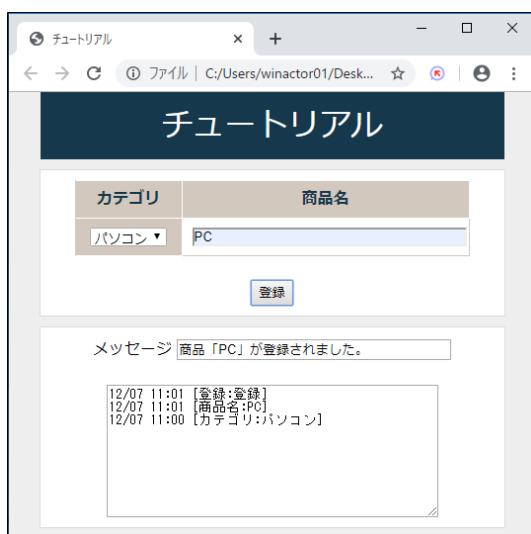 チュートリアル
ファイル | C:/Users/winactor01/Desk...
チュートリアル
カテゴリ 商品名
パソコン PC
登録
メッセージ 商品「PC」が登録されました。
12/07 11:01 [登録:登録]
12/07 11:01 [商品名:PC]
12/07 11:00 [カテゴリ:パソコン]